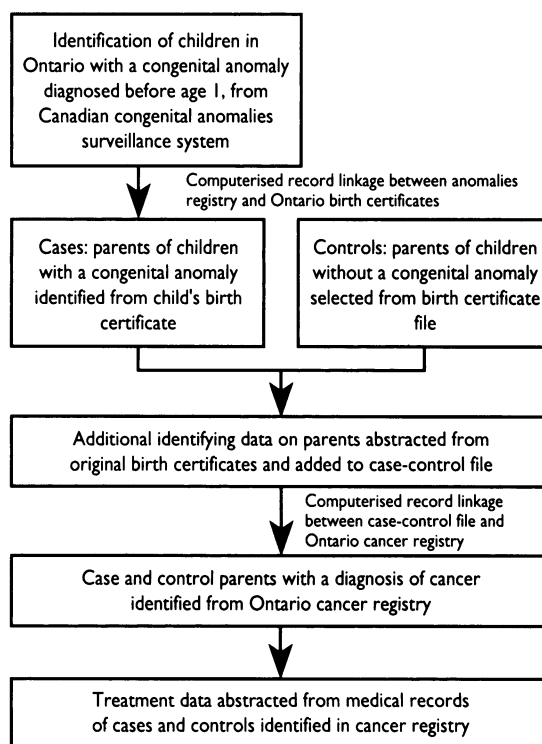 Identification of children in
Ontario with a congenital anomaly
diagnosed before age 1, from
Canadian congenital anomalies
surveillance system
Computerised record linkage between anomalies
registry and Ontario birth certificates
Cases: parents of children
with a congenital anomaly
identified from child's birth
certificate
Controls: parents of children
without a congenital anomaly
selected from birth certificate
file
Additional identifying data on parents abstracted from
original birth certificates and added to case-control file
Computerised record linkage
between case-control file and
Ontario cancer registry
Case and control parents with a diagnosis of cancer
identified from Ontario cancer registry
Treatment data abstracted from medical records
of cases and controls identified in cancer registry